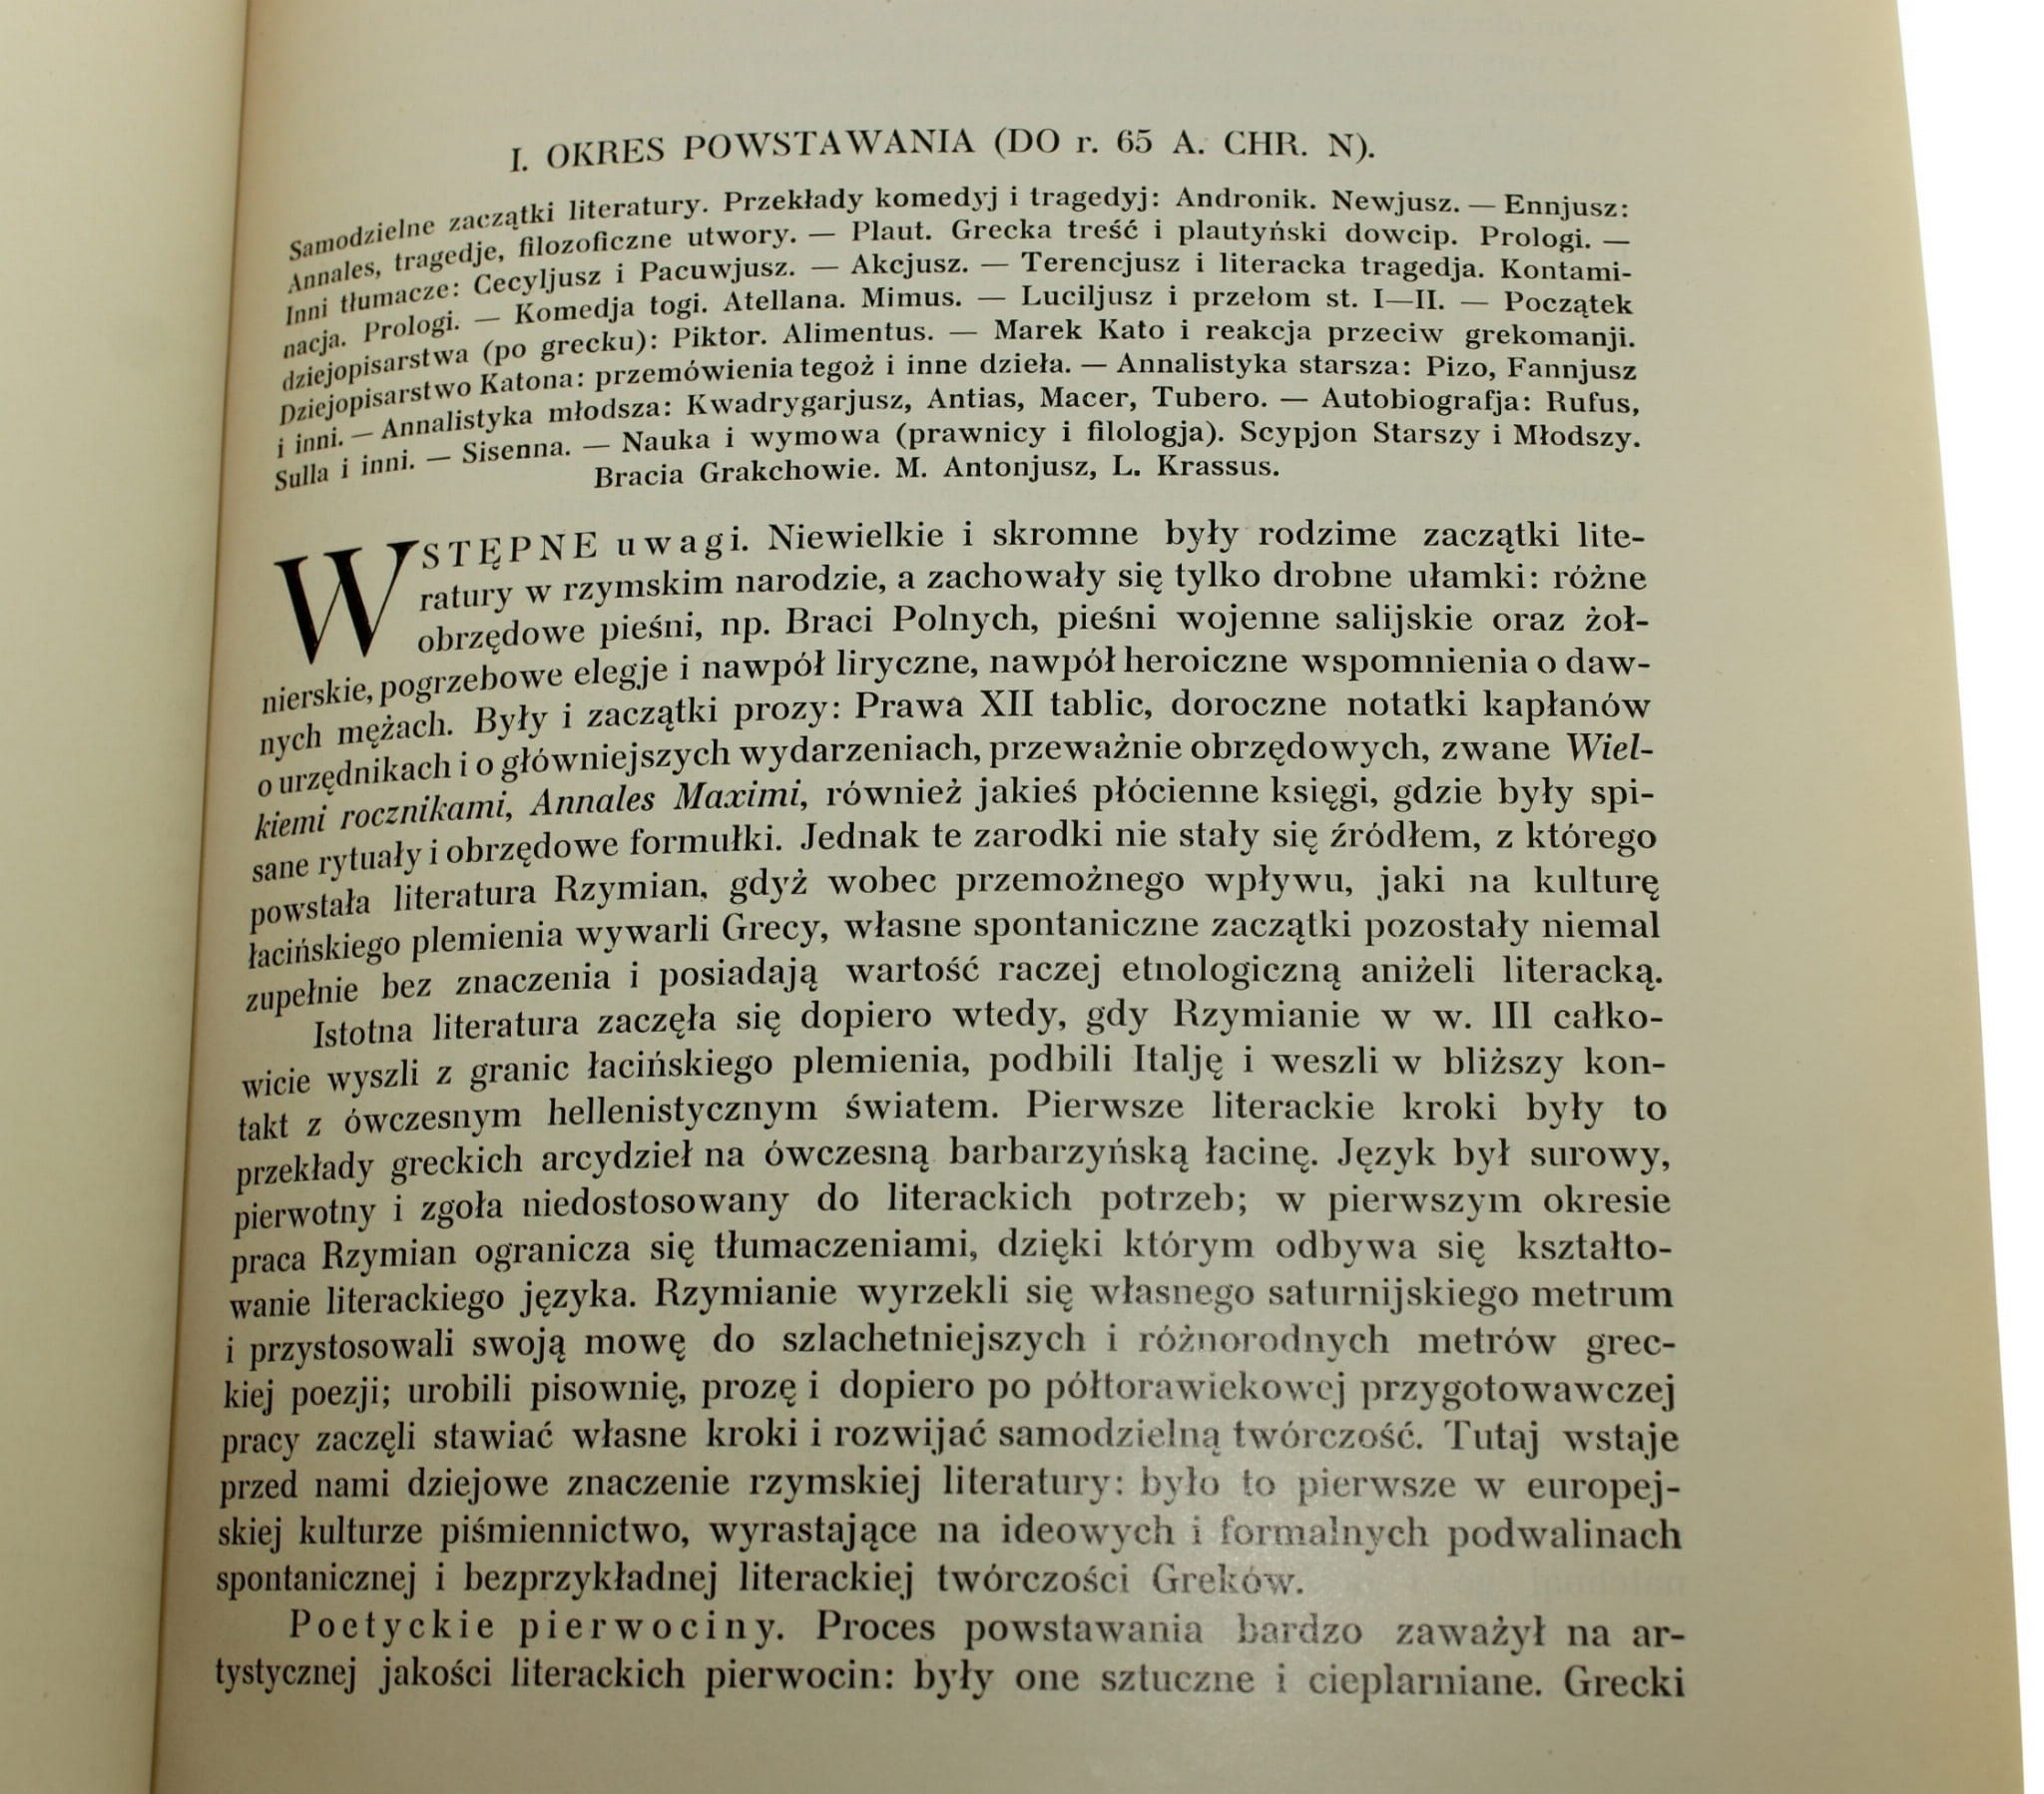 I. OKRES POWSTAWANIA (DO r. 65 A. CHR. N).
Samodzielne zaczątki literatury. Przekłady komedyj i tragedyj: Andronik. Newjusz. — Ennjusz:
Annales, tragedje, filozoficzne utwory. — Plaut. Grecka treść i plautyński dowcip. Prologi. —
Inni tłumacze: Cecyljusz i Pacuwjusz. — Akcjusz. — Terencjusz i literacka tragedja. Kontami-
nacja. Prologi. — Komedja togi. Atellana. Mimus. — Luciljusz i przełom st. I—II. — Początek
dziejopisarstwa (po grecku): Piktor. Alimentus. — Marek Kato i reakcja przeciw grekomanji.
Dziejopisarstwo Katona: przemówienia tegoż i inne dzieła. — Annalistyka starsza: Pizo, Fannjusz
i inni. — Annalistyka młodsza: Kwadrygarjusz, Antias, Macer, Tubero. — Autobiografja: Rufus,
Sulla i inni. — Sisenna. — Nauka i wymowa (prawnicy i filologja). Scypjon Starszy i Młodszy.
Bracia Grakchowie. M. Antonjusz, L. Krassus.
WSTĘPNE uwagi. Niewielkie i skromne były rodzime zaczątki lite-
ratury w rzymskim narodzie, a zachowały się tylko drobne ułamki: różne
obrzędowe pieśni, np. Braci Polnych, pieśni wojenne salijskie oraz żoł-
nierskie, pogrzebowe elegje i nawpół liryczne, nawpół heroiczne wspomnienia o daw-
nych mężach. Były i zaczątki prozy: Prawa XII tablic, doroczne notatki kapłanów
o urzędnikach i o główniejszych wydarzeniach, przeważnie obrzędowych, zwane Wiel-
kiemi rocznikami, Annales Maximi, również jakieś płócienne księgi, gdzie były spi-
sane rytuały i obrzędowe formułki. Jednak te zarodki nie stały się źródłem, z którego
powstała literatura Rzymian, gdyż wobec przemożnego wpływu, jaki na kulturę
łacińskiego plemienia wywarli Grecy, własne spontaniczne zaczątki pozostały niemal
zupełnie bez znaczenia i posiadają wartość raczej etnologiczną aniżeli literacką.
Istotna literatura zaczęła się dopiero wtedy, gdy Rzymianie w w. III całko-
wicie wyszli z granic łacińskiego plemienia, podbili Italję i weszli w bliższy kon-
takt z ówczesnym hellenistycznym światem. Pierwsze literackie kroki były to
przekłady greckich arcydzieł na ówczesną barbarzyńską łacinę. Język był surowy,
pierwotny i zgoła niedostosowany do literackich potrzeb; w pierwszym okresie
praca Rzymian ogranicza się tłumaczeniami, dzięki którym odbywa się kształto-
wanie literackiego języka. Rzymianie wyrzekli się własnego saturnijskiego metrum
i przystosowali swoją mowę do szlachetniejszych i różnorodnych metrów grec-
kiej poezji; urobili pisownię, prozę i dopiero po półtorawiekowej przygotowawczej
pracy zaczęli stawiać własne kroki i rozwijać samodzielną twórczość. Tutaj wstaje
przed nami dziejowe znaczenie rzymskiej literatury: było to pierwsze w europej-
skiej kulturze piśmiennictwo, wyrastające na ideowych i formalnych podwalinach
spontanicznej i bezprzykładnej literackiej twórczości Greków.
Poetyckie pierwociny. Proces powstawania bardzo zaważył na ar-
tystycznej jakości literackich pierwocin: były one sztuczne i cieplarniane. Grecki